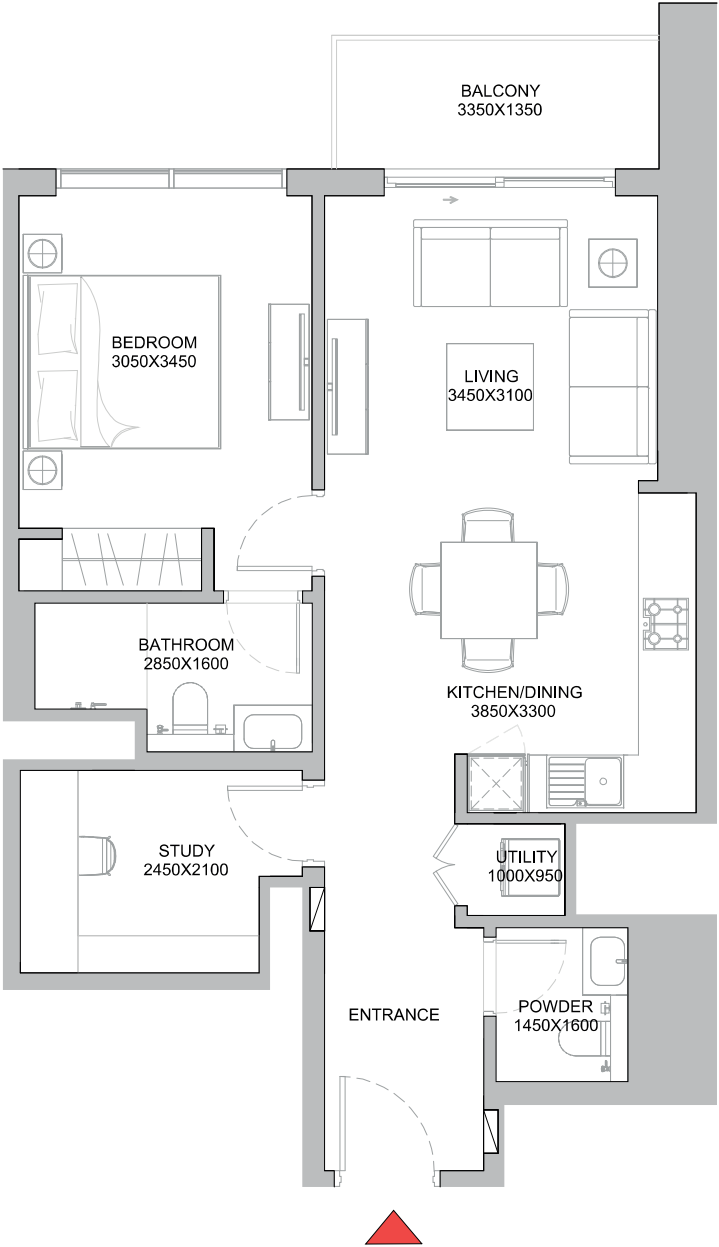 BALCONY
3350X1350
BEDROOM
3050X3450
LIVING
3450X3100
BATHROOM
2850X1600
KITCHEN/DINING
3850X3300
STUDY
2450X2100
UTILITY
1000X950
ENTRANCE
POWDER
1450X1600